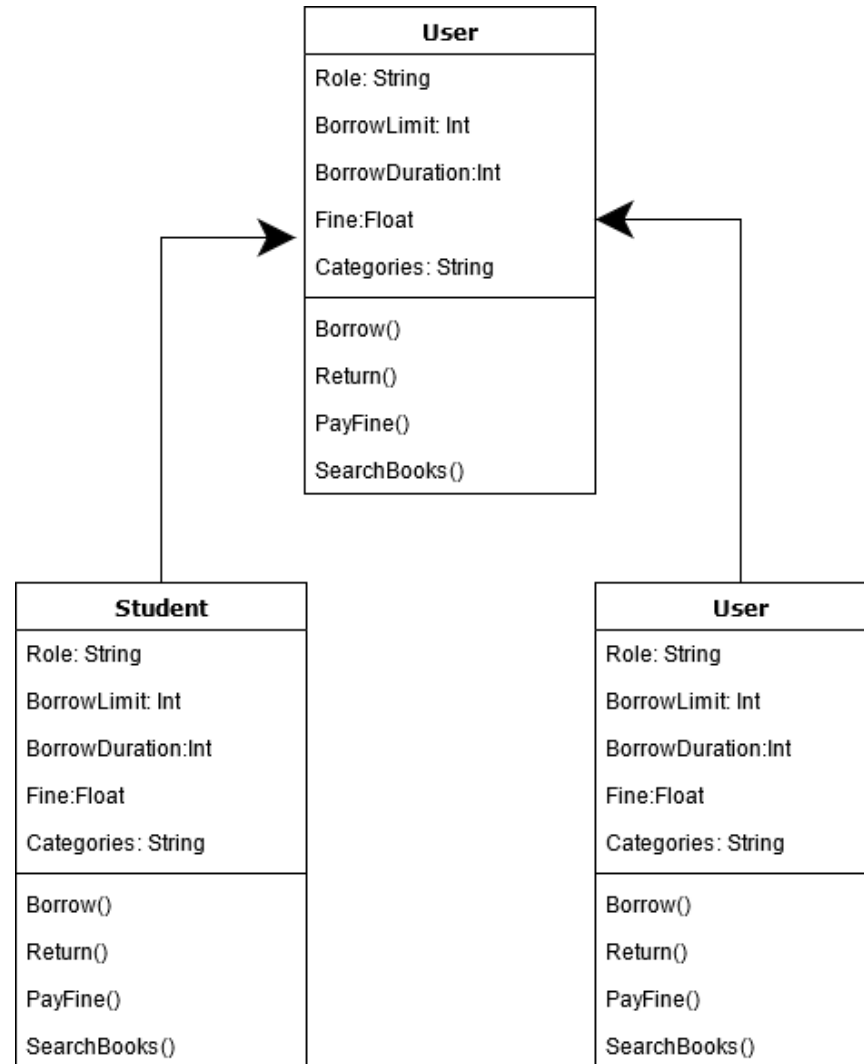 User
Role: String
BorrowLimit: Int
BorrowDuration:Int
Fine:Float
Categories: String
Borrow()
Return()
PayFine()
SearchBooks()
Student
Role: String
BorrowLimit: Int
BorrowDuration:Int
Fine:Float
Categories: String
Borrow()
Return()
PayFine()
SearchBooks()
User
Role: String
BorrowLimit: Int
BorrowDuration:Int
Fine:Float
Categories: String
Borrow()
Return()
PayFine()
SearchBooks()